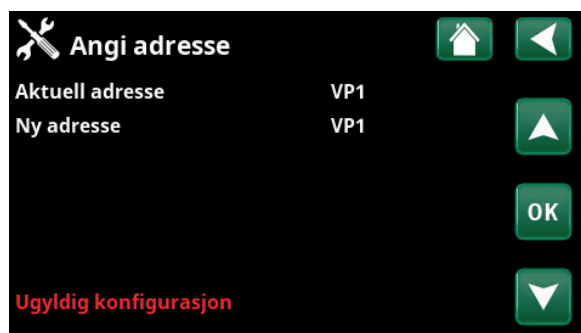 Angi adresse
Aktuell adresse VP1
Ny adresse VP1
OK
Ugyldig konfigurasjon